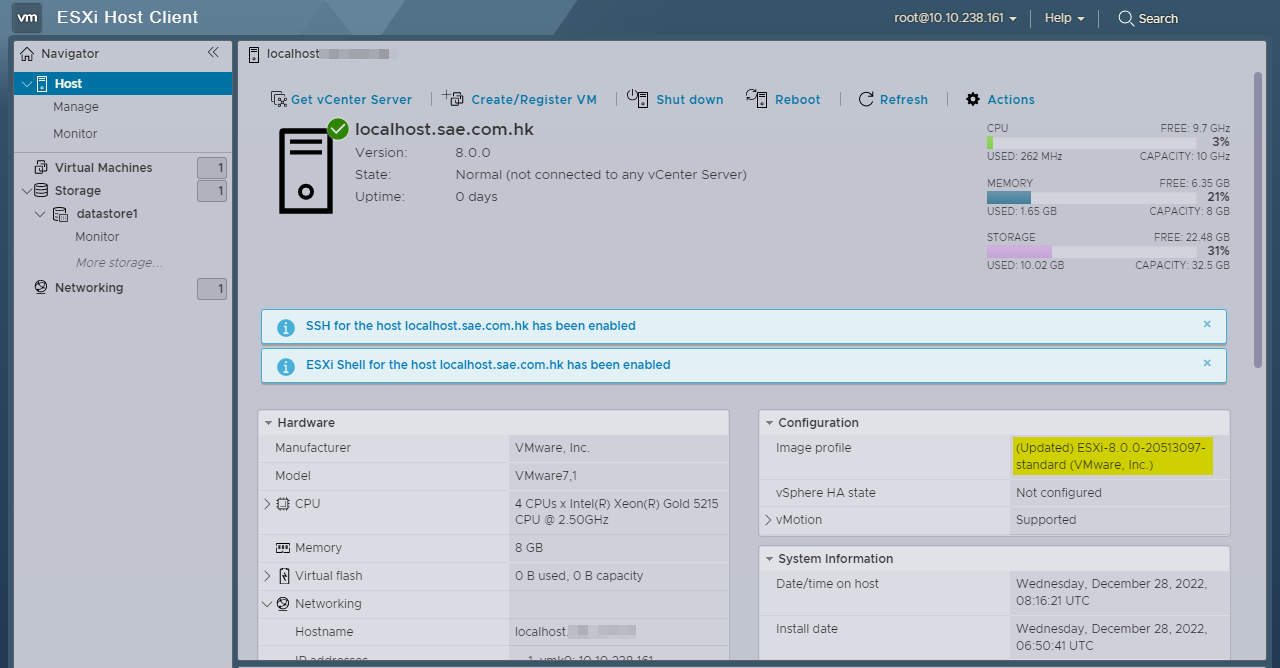 vm ESXi Host Client
root@10.10.238.161 Help Search
Navigator
Host
Manage
Monitor
Virtual Machines 1
Storage 1
datastore1
Monitor
More storage...
Networking 1
localhost
Get vCenter Server Create/Register VM Shut down Reboot Refresh Actions
localhost.sae.com.hk
Version: 8.0.0
State: Normal (not connected to any vCenter Server)
Uptime: 0 days
CPU FREE: 9.7 GHz
3%
USED: 262 MHz CAPACITY: 10 GHz
MEMORY FREE: 6.35 GB
21%
USED: 1.65 GB CAPACITY: 8 GB
STORAGE FREE: 22.48 GB
31%
USED: 10.02 GB CAPACITY: 32.5 GB
SSH for the host localhost.sae.com.hk has been enabled
ESXi Shell for the host localhost.sae.com.hk has been enabled
Hardware
Manufacturer VMware, Inc.
Model VMware7,1
CPU 4 CPUs x Intel(R) Xeon(R) Gold 5215
CPU @ 2.50GHz
Memory 8 GB
Virtual flash 0 B used, 0 B capacity
Networking
Hostname localhost.
IP addresses 1. vmk0: 10.10.238.161
Configuration
Image profile (Updated) ESXi-8.0.0-20513097-
standard (VMware, Inc.)
vSphere HA state Not configured
vMotion Supported
System Information
Date/time on host Wednesday, December 28, 2022,
08:16:21 UTC
Install date Wednesday, December 28, 2022,
06:50:41 UTC